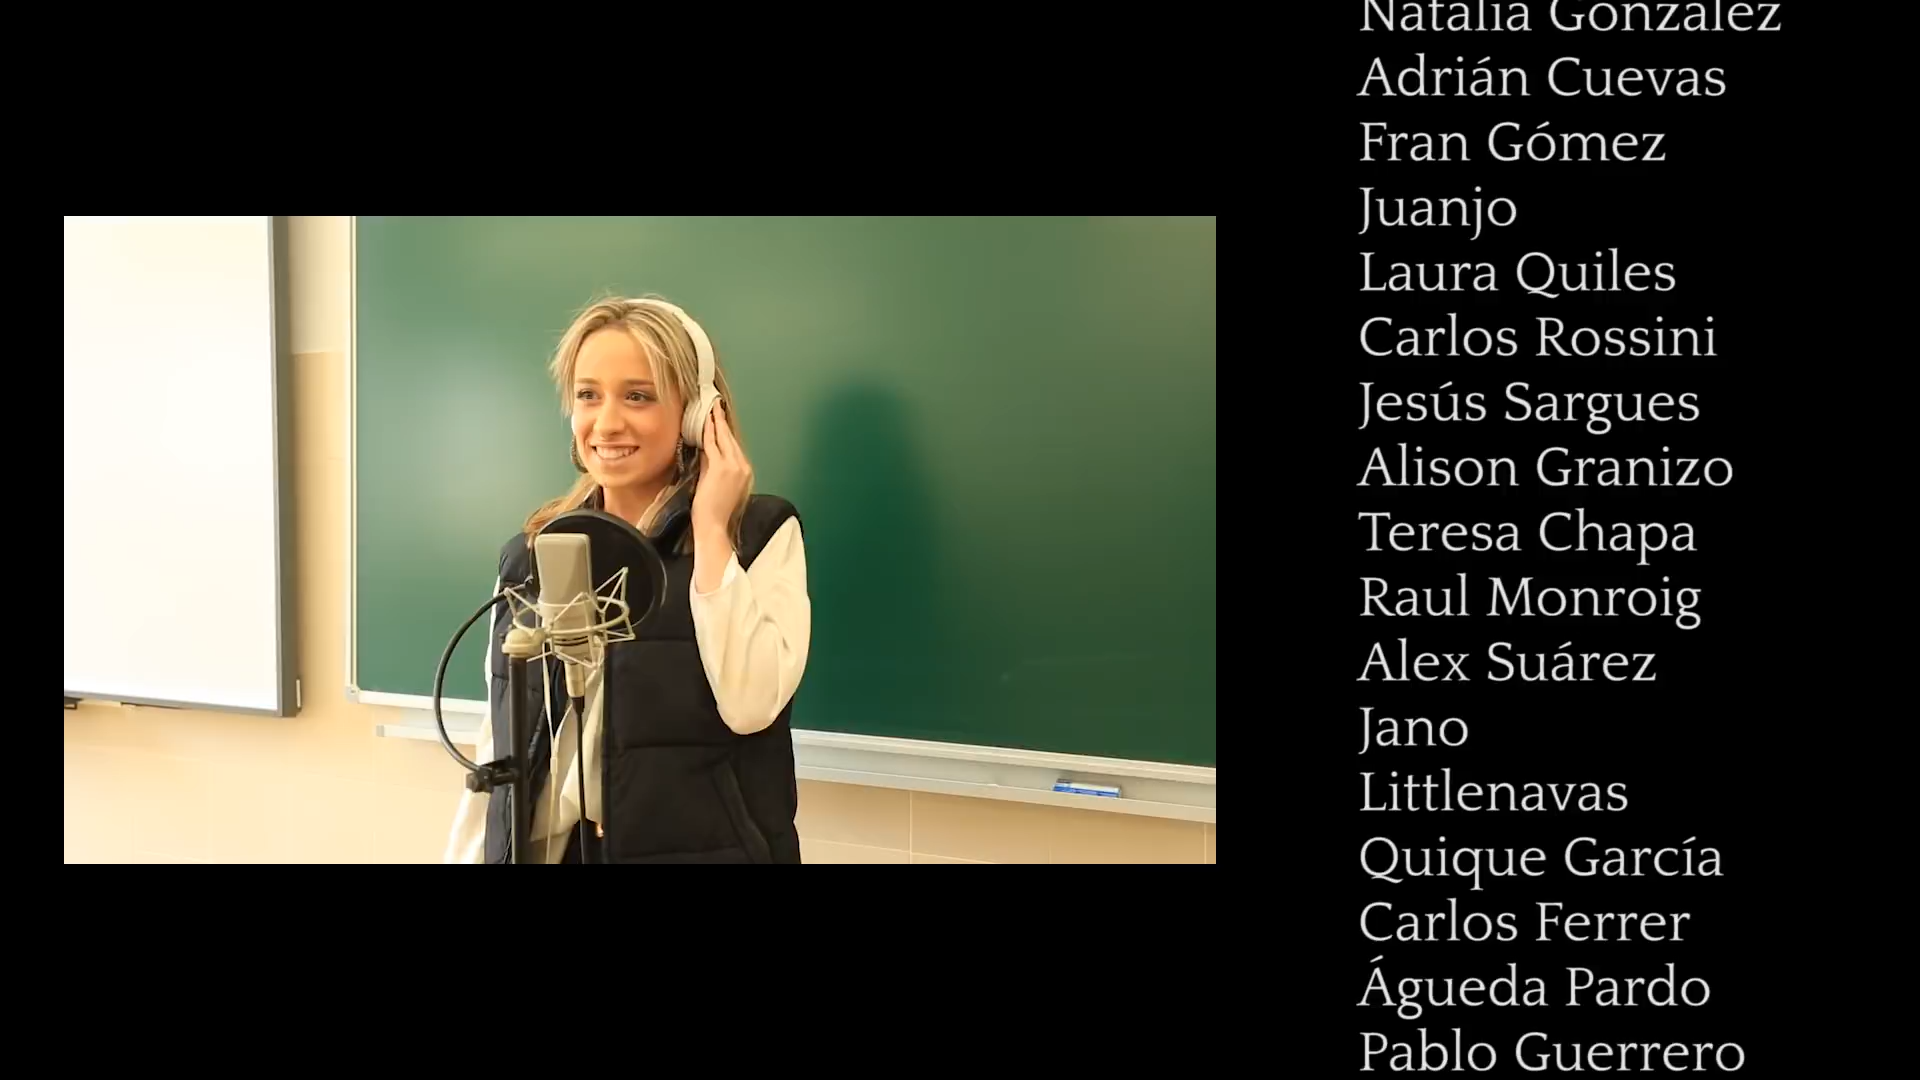 Natalia González
Adrián Cuevas
Fran Gómez
Juanjo
Laura Quiles
Carlos Rossini
Jesús Sargues
Alison Granizo
Teresa Chapa
Raul Monroig
Alex Suárez
Jano
Littlenavas
Quique García
Carlos Ferrer
Águeda Pardo
Pablo Guerrero